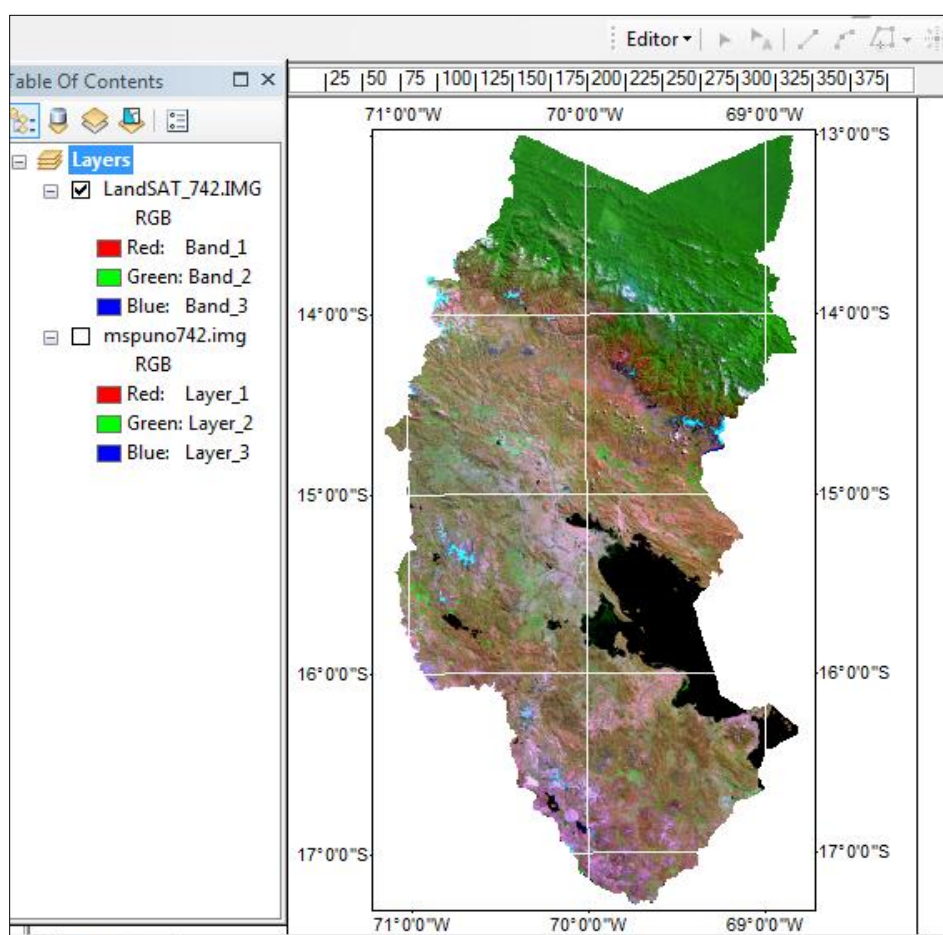 Editor
Table Of Contents
25 50 75 100 125 150 175 200 225 250 275 300 325 350 375
Layers
LandSAT_742.IMG
RGB
Red: Band_1
Green: Band_2
Blue: Band_3
mspuno742.img
RGB
Red: Layer_1
Green: Layer_2
Blue: Layer_3
71°0'0"W 70°0'0"W 69°0'0"W
13°0'0"S
14°0'0"S 14°0'0"S
15°0'0"S 15°0'0"S
16°0'0"S 16°0'0"S
17°0'0"S 17°0'0"S
71°0'0"W 70°0'0"W 69°0'0"W